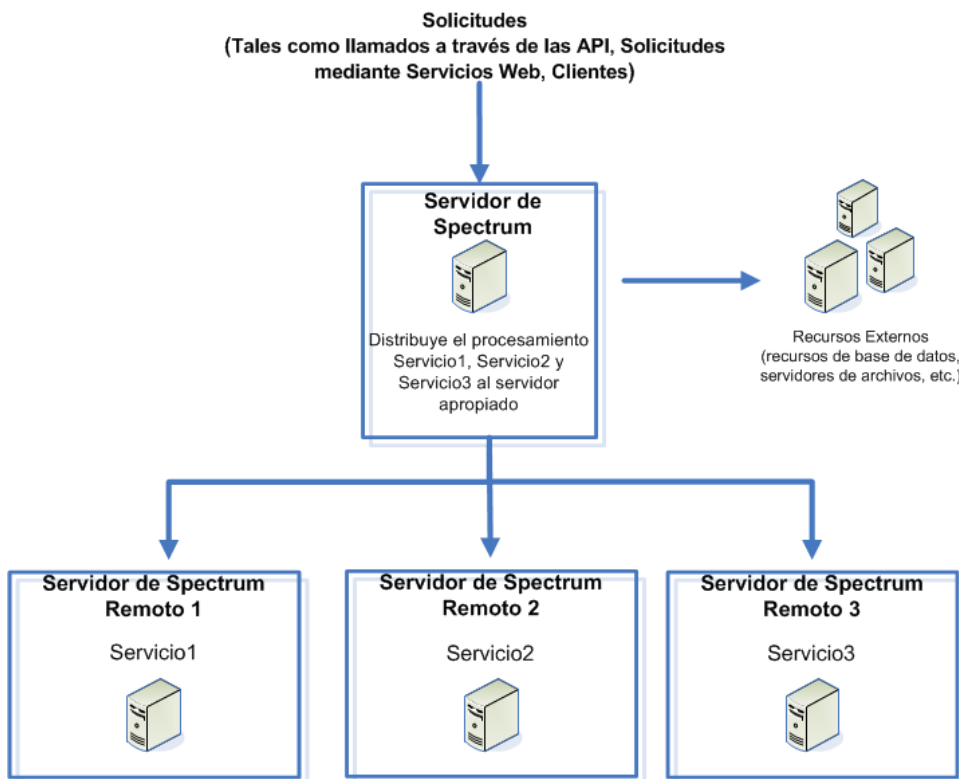 Solicitudes
(Tales como llamados a través de las API, Solicitudes
mediante Servicios Web, Clientes)
Servidor de
Spectrum
Distribuye el procesamiento
Servicio1, Servicio2 y
Servicio3 al servidor
apropiado
Recursos Externos
(recursos de base de datos,
servidores de archivos, etc.)
Servidor de Spectrum
Remoto 1
Servicio1
Servidor de Spectrum
Remoto 2
Servicio2
Servidor de Spectrum
Remoto 3
Servicio3